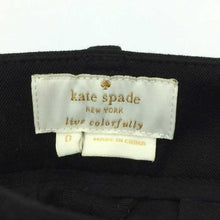 kate spade
NEW YORK
live colorfully
0
MADE IN CHINA